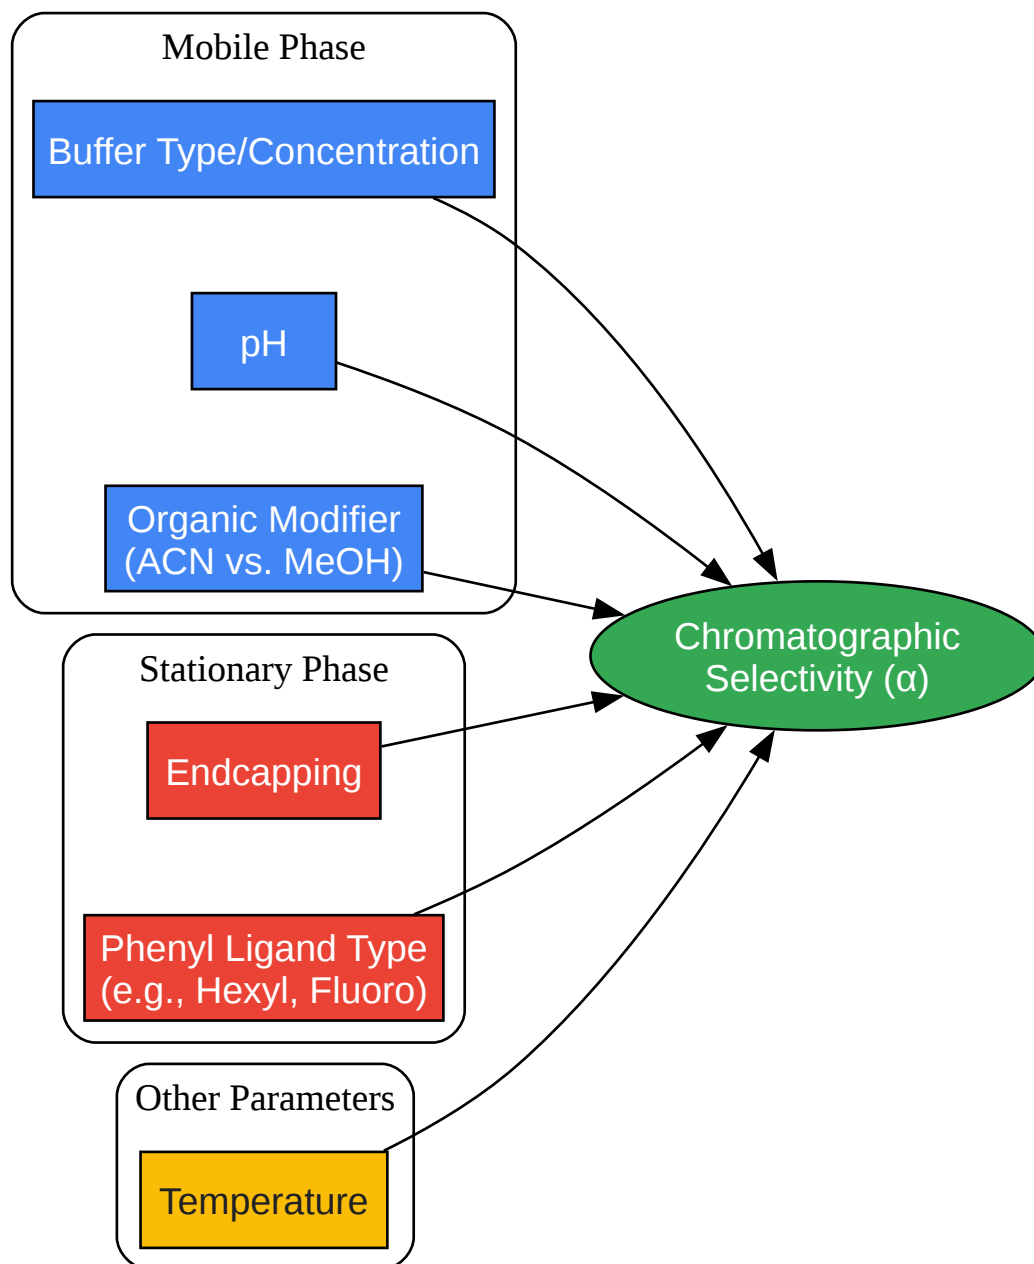 Mobile Phase
Buffer Type/Concentration
pH
Organic Modifier
(ACN vs. MeOH)
Chromatographic
Selectivity (α)
Stationary Phase
Endcapping
Phenyl Ligand Type
(e.g., Hexyl, Fluoro)
Other Parameters
Temperature